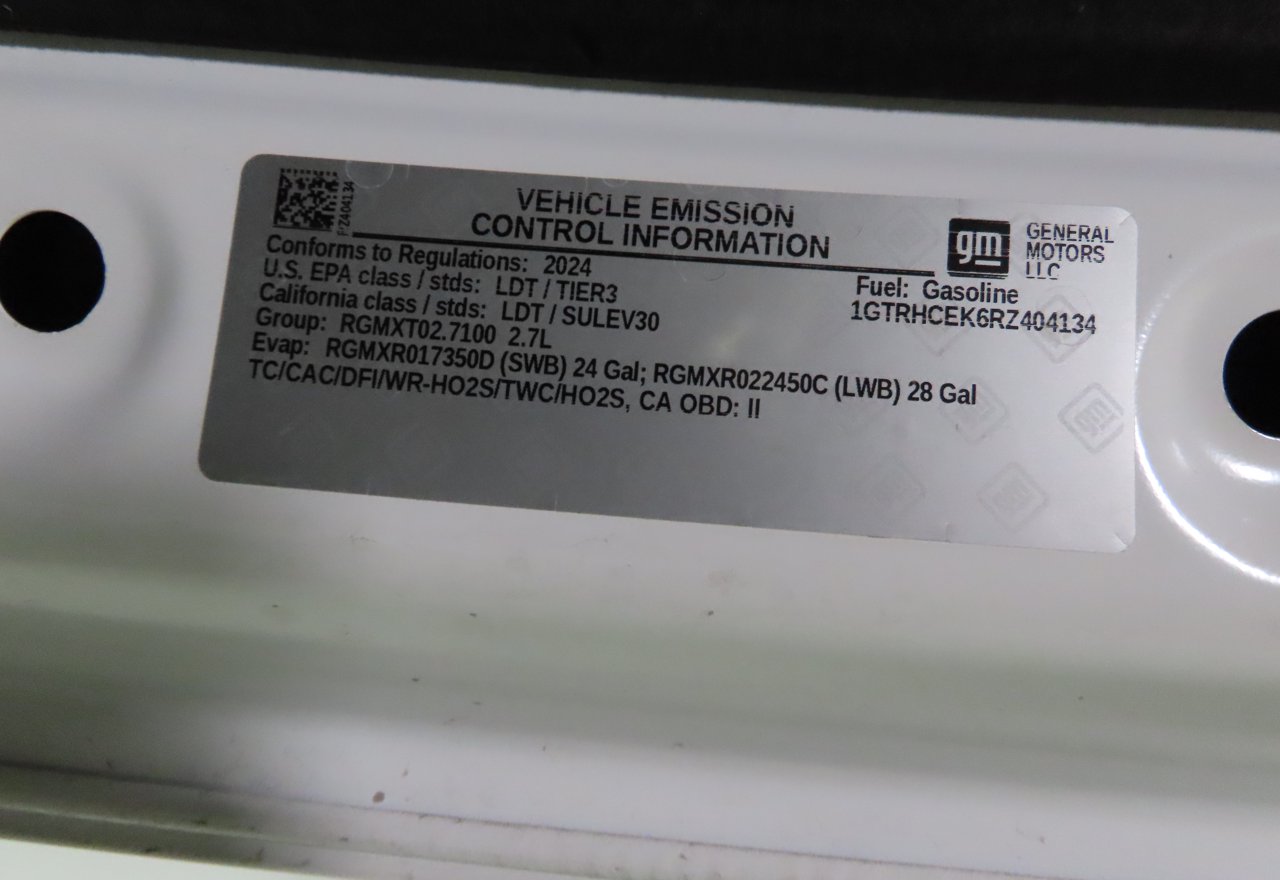 RZ404134
VEHICLE EMISSION
CONTROL INFORMATION
gm
GENERAL
MOTORS
LLC
Conforms to Regulations: 2024
U.S. EPA class / stds: LDT / TIER3
California class / stds: LDT / SULEV30
Group: RGMXT02.7100 2.7L
Evap: RGMXR017350D (SWB) 24 Gal; RGMXR022450C (LWB) 28 Gal
TC/CAC/DFI/WR-HO2S/TWC/HO2S, CA OBD: II
Fuel: Gasoline
1GTRHCEK6RZ404134